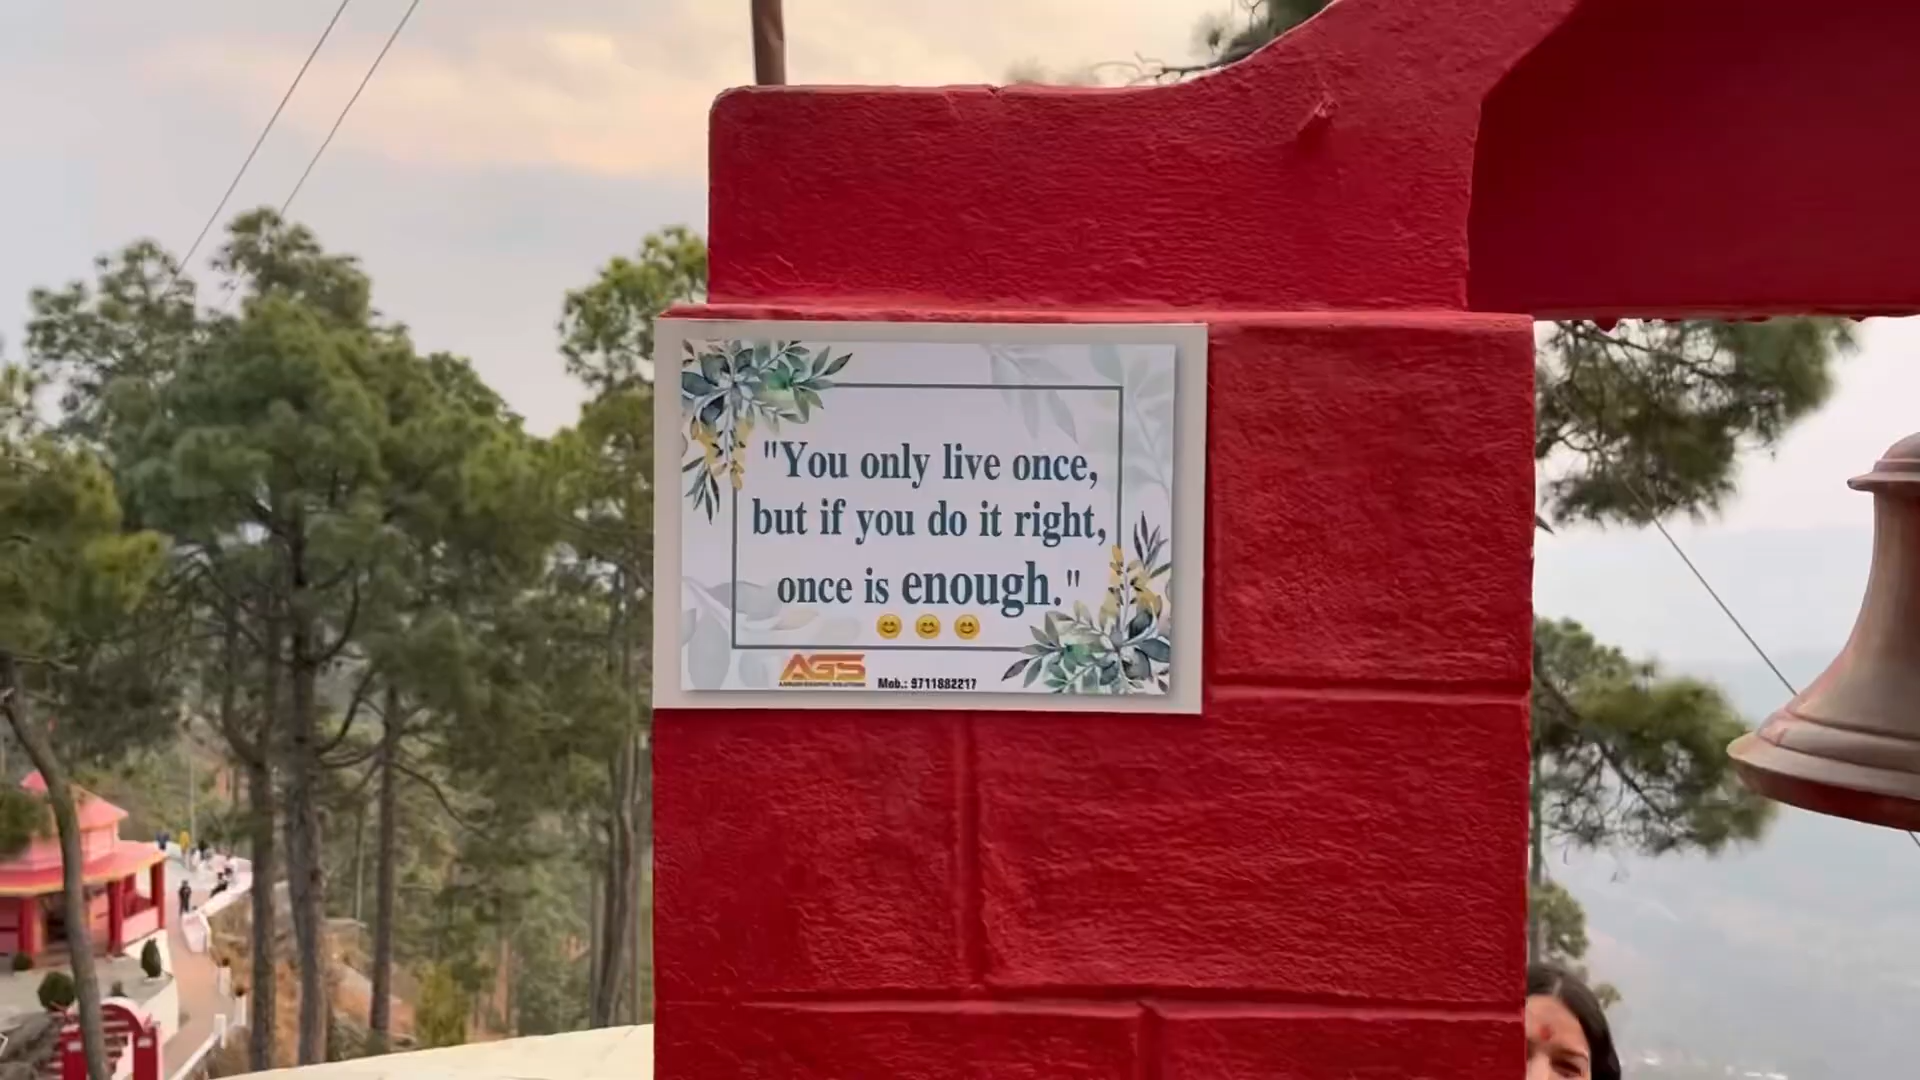 "You only live once,
but if you do it right,
once is enough."
😊 😊 😊
AGS
Mob.: 9711882217